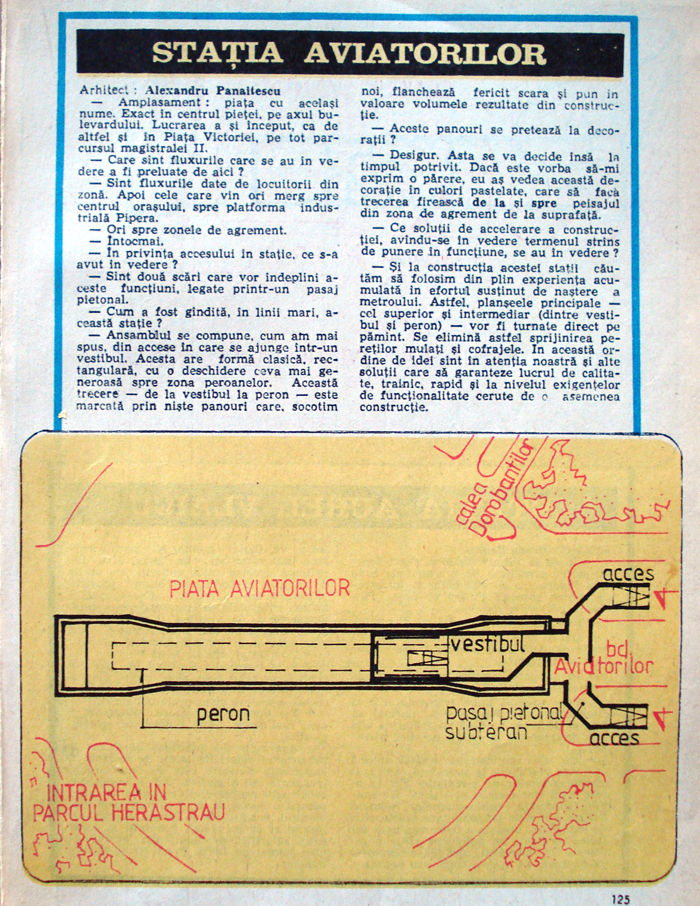 STAȚIA AVIATORILOR
Arhitect : Alexandru Panaitescu
— Amplasament : piața cu același
nume. Exact în centrul pieței, pe axul bu-
levardului. Lucrarea a și început, ca de
altfel și în Piața Victoriei, pe tot par-
cursul magistralei II.
— Care sînt fluxurile care se au în ve-
dere a fi preluate de aici ?
— Sînt fluxurile date de locuitorii din
zonă. Apoi cele care vin ori merg spre
centrul orașului, spre platforma indus-
trială Pipera.
— Ori spre zonele de agrement.
— Întocmai.
— În privința accesului în stație, ce s-a
avut în vedere ?
— Sînt două scări care vor îndeplini a-
ceste funcțiuni, legate printr-un pasaj
pietonal.
— Cum a fost gîndită, în linii mari, a-
ceastă stație ?
— Ansamblul se compune, cum am mai
spus, din accese în care se ajunge într-un
vestibul. Acesta are formă clasică, rec-
tangulară, cu o deschidere ceva mai ge-
neroasă spre zona peroanelor. Această
trecere — de la vestibul la peron — este
marcată prin niște panouri care, socotim
noi, flanchează fericit scara și pun în
valoare volumele rezultate din construc-
ție.
— Aceste panouri se pretează la deco-
rații ?
— Desigur. Asta se va decide însă la
timpul potrivit. Dacă este vorba să-mi
exprim o părere, eu aș vedea această de-
corație în culori pastelate, care să facă
trecerea firească de la și spre peisajul
din zona de agrement de la suprafață.
— Ce soluții de accelerare a construc-
ției, avîndu-se în vedere termenul strîns
de punere în funcțiune, se au în vedere ?
— Și la construcția acestei stații cău-
tăm să folosim din plin experiența acu-
mulată în efortul susținut de naștere a
metroului. Astfel, planșeele principale —
cel superior și intermediar (dintre vesti-
bul și peron) — vor fi turnate direct pe
pămînt. Se elimină astfel sprijinirea pe-
reților mulați și cofrajele. În această or-
dine de idei sînt în atenția noastră și alte
soluții care să garanteze lucrul de calita-
te, trainic, rapid și la nivelul exigențelor
de funcționalitate cerute de o asemenea
construcție.
calea
Dorobantilor
PIATA AVIATORILOR
acces
vestibul
bd.
Aviatorilor
peron
pasaj pietonal
subteran
acces
INTRAREA IN
PARCUL HERASTRAU
125